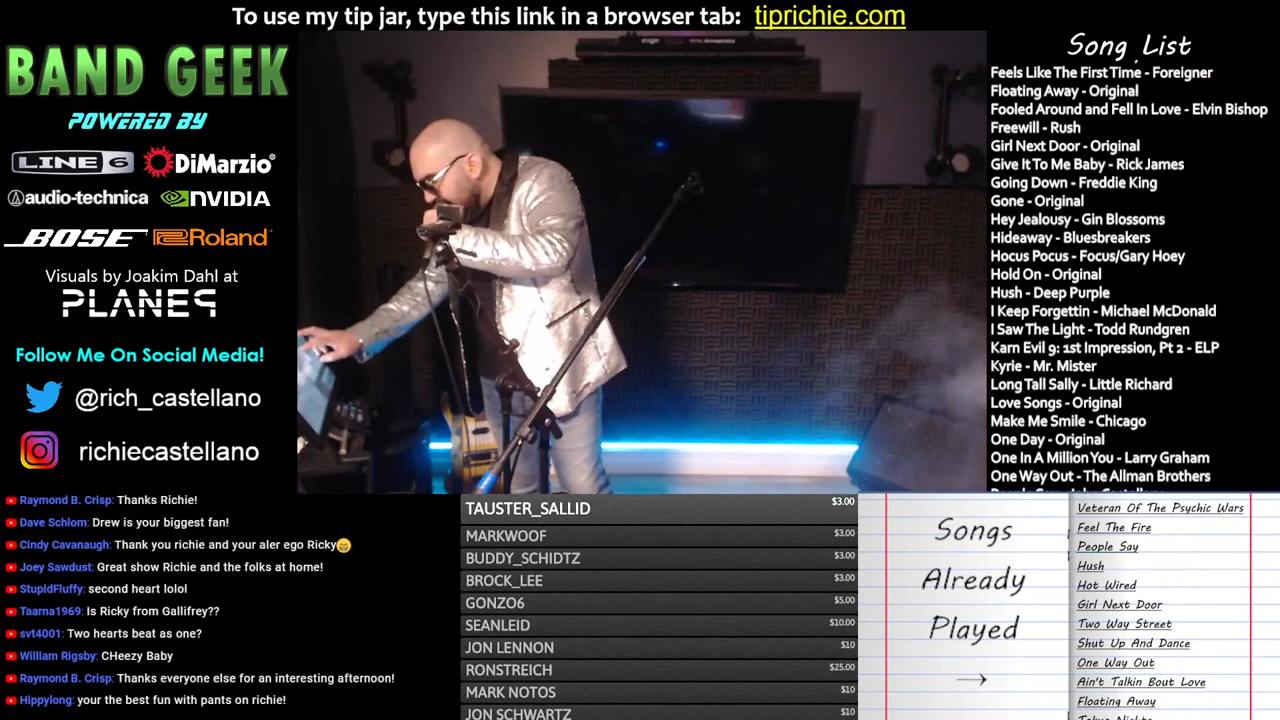 To use my tip jar, type this link in a browser tab: tiprichie.com
BAND GEEK
POWERED BY
LINE 6
DiMarzio®
audio-technica
NVIDIA
BOSE
Roland
Visuals by Joakim Dahl at
PLANE9
Follow Me On Social Media!
@rich_castellano
richiecastellano
Song List
Feels Like The First Time - Foreigner
Floating Away - Original
Fooled Around and Fell In Love - Elvin Bishop
Freewill - Rush
Girl Next Door - Original
Give It To Me Baby - Rick James
Going Down - Freddie King
Gone - Original
Hey Jealousy - Gin Blossoms
Hideaway - Bluesbreakers
Hocus Pocus - Focus/Gary Hoey
Hold On - Original
Hush - Deep Purple
I Keep Forgettin - Michael McDonald
I Saw The Light - Todd Rundgren
Karn Evil 9: 1st Impression, Pt 2 - ELP
Kyrie - Mr. Mister
Long Tall Sally - Little Richard
Love Songs - Original
Make Me Smile - Chicago
One Day - Original
One In A Million You - Larry Graham
One Way Out - The Allman Brothers
Raymond B. Crisp: Thanks Richie!
Dave Schlom: Drew is your biggest fan!
Cindy Cavanaugh: Thank you richie and your aler ego Ricky😁
Joey Sawdust: Great show Richie and the folks at home!
StupidFluffy: second heart lolol
Taarna1969: Is Ricky from Gallifrey??
svt4001: Two hearts beat as one?
William Rigsby: CHeezy Baby
Raymond B. Crisp: Thanks everyone else for an interesting afternoon!
Hippylong: your the best fun with pants on richie!
TAUSTER_SALLID $3.00
MARKWOOF $3.00
BUDDY_SCHIDTZ $3.00
BROCK_LEE $3.00
GONZO6 $5.00
SEANLEID $10.00
JON LENNON $10
RONSTREICH $25.00
MARK NOTOS $10
JON SCHWARTZ $10
Songs
Already
Played
→
Veteran Of The Psychic Wars
Feel The Fire
People Say
Hush
Hot Wired
Girl Next Door
Two Way Street
Shut Up And Dance
One Way Out
Ain't Talkin Bout Love
Floating Away
Tokyo Nights